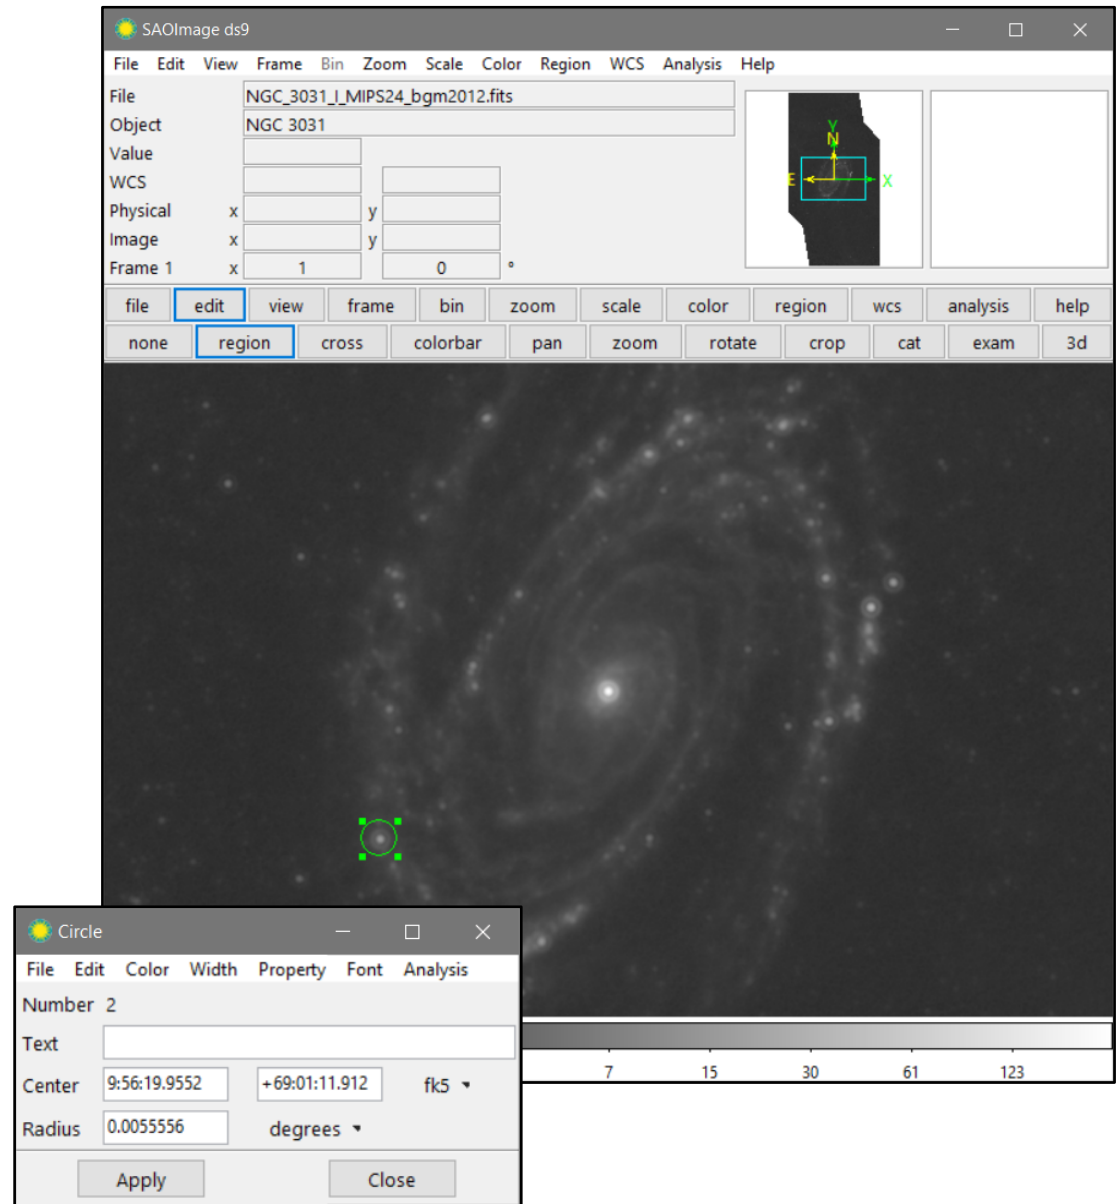 SAOImage ds9
File Edit View Frame Bin Zoom Scale Color Region WCS Analysis Help
File NGC_3031_I_MIPS24_bgm2012.fits
Object NGC 3031
Value
WCS
Physical x y
Image x y
Frame 1 x 1 0 °
Y
N
E
X
file edit view frame bin zoom scale color region wcs analysis help
none region cross colorbar pan zoom rotate crop cat exam 3d
7 15 30 61 123
Circle
File Edit Color Width Property Font Analysis
Number 2
Text
Center 9:56:19.9552 +69:01:11.912 fk5
Radius 0.0055556 degrees
Apply Close